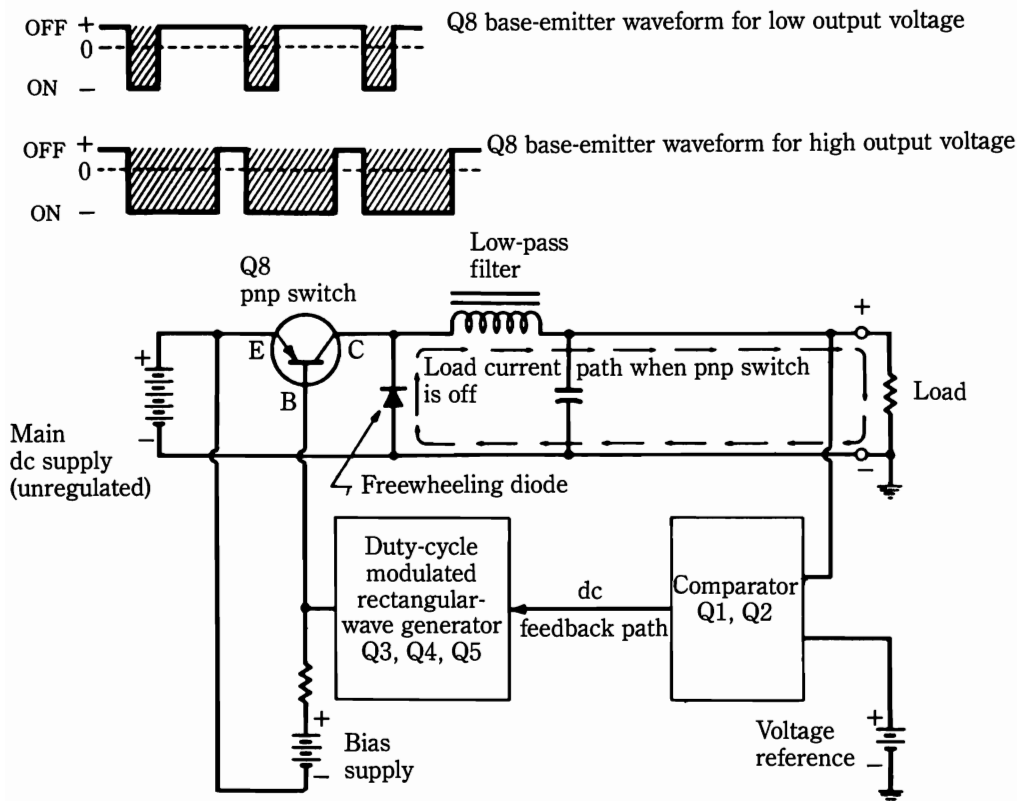 Q8 base-emitter waveform for low output voltage
OFF +
0
ON −
Q8 base-emitter waveform for high output voltage
OFF +
0
ON −
Low-pass
filter
Q8
pnp switch
E
C
B
+
−
Main
dc supply
(unregulated)
Load current path when pnp switch
is off
Freewheeling diode
+
−
Load
Duty-cycle
modulated
rectangular-
wave generator
Q3, Q4, Q5
dc
feedback path
Comparator
Q1, Q2
+
−
Bias
supply
Voltage
reference
+
−